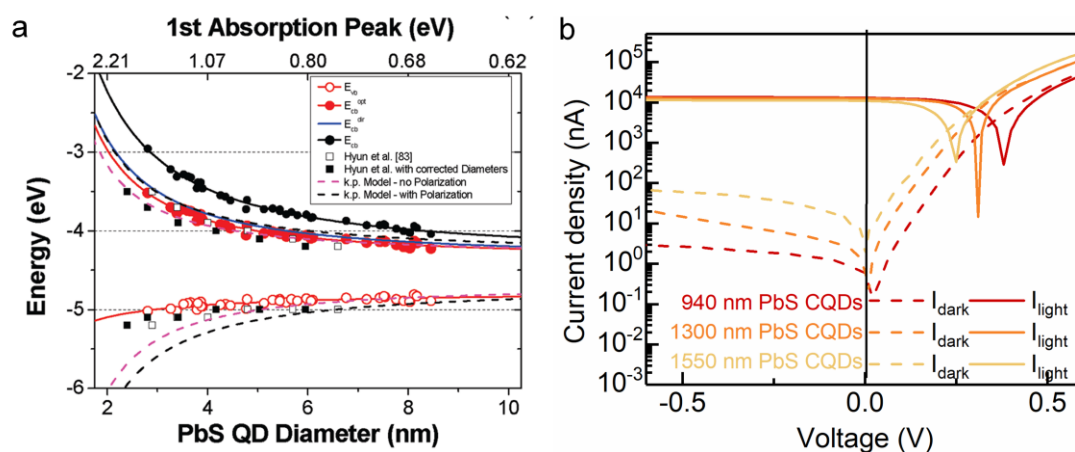 a
1st Absorption Peak (eV)
2.21 1.07 0.80 0.68 0.62
-2
-3
-4
-5
-6
Energy (eV)
E_vb
E_cb^opt
E_cb^dir
E_cb
Hyun et al. [83]
Hyun et al. with corrected Diameters
k.p. Model - no Polarization
k.p. Model - with Polarization
2 4 6 8 10
PbS QD Diameter (nm)
b
Current density (nA)
10^5
10^4
10^3
10^2
10^1
10^0
10^-1
10^-2
10^-3
940 nm PbS CQDs I_dark I_light
1300 nm PbS CQDs I_dark I_light
1550 nm PbS CQDs I_dark I_light
-0.5 0.0 0.5
Voltage (V)